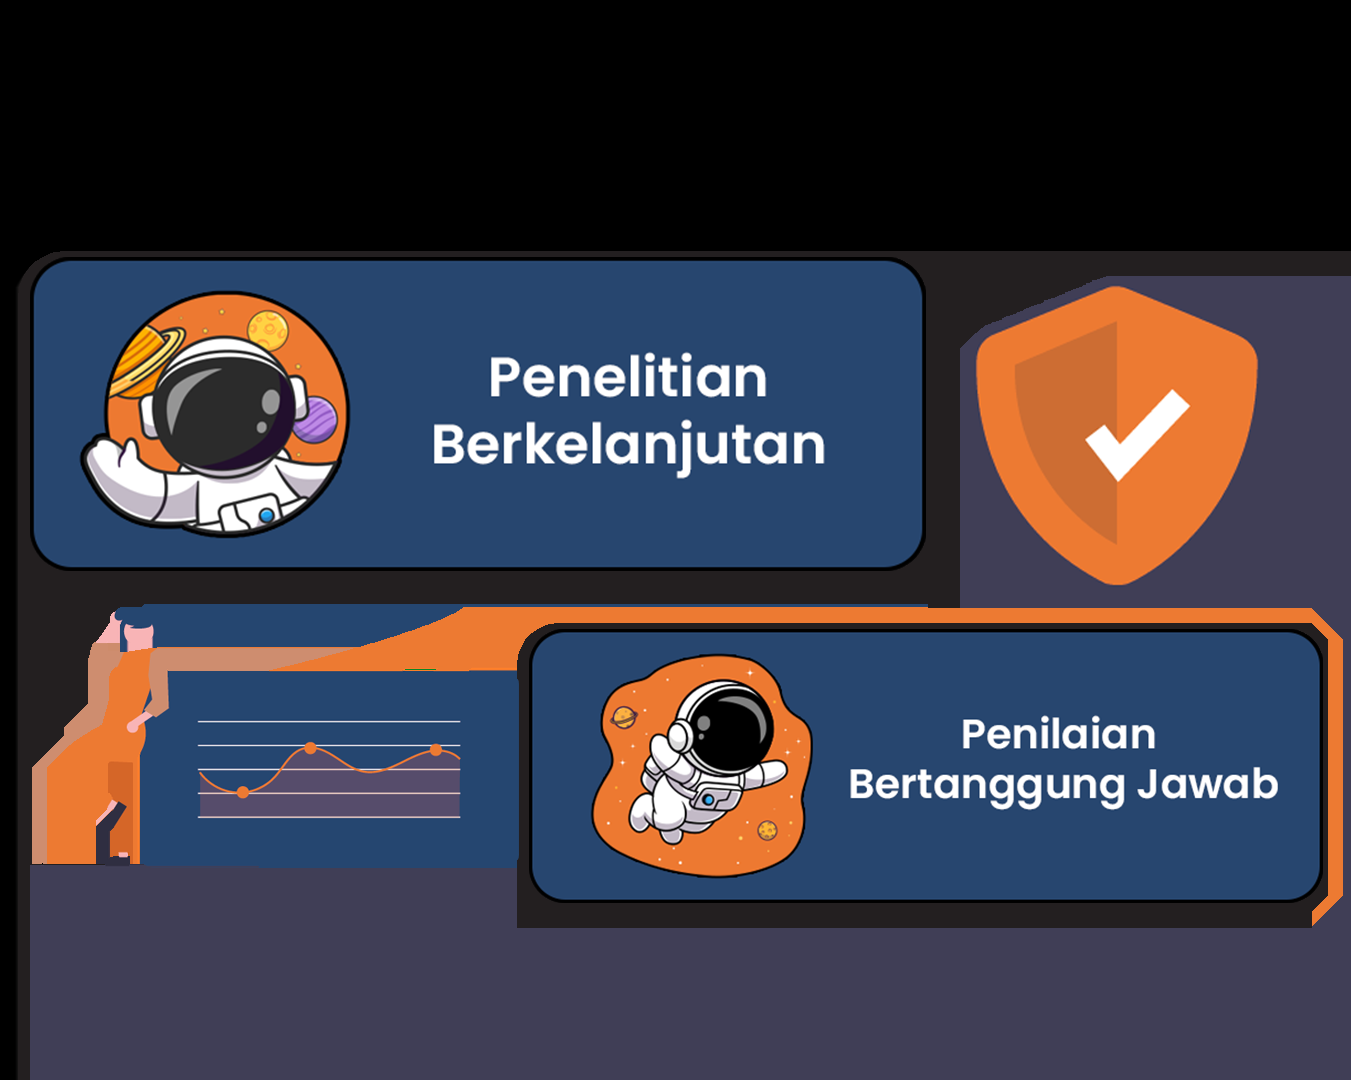 Penelitian
Berkelanjutan
Penilaian
Bertanggung Jawab